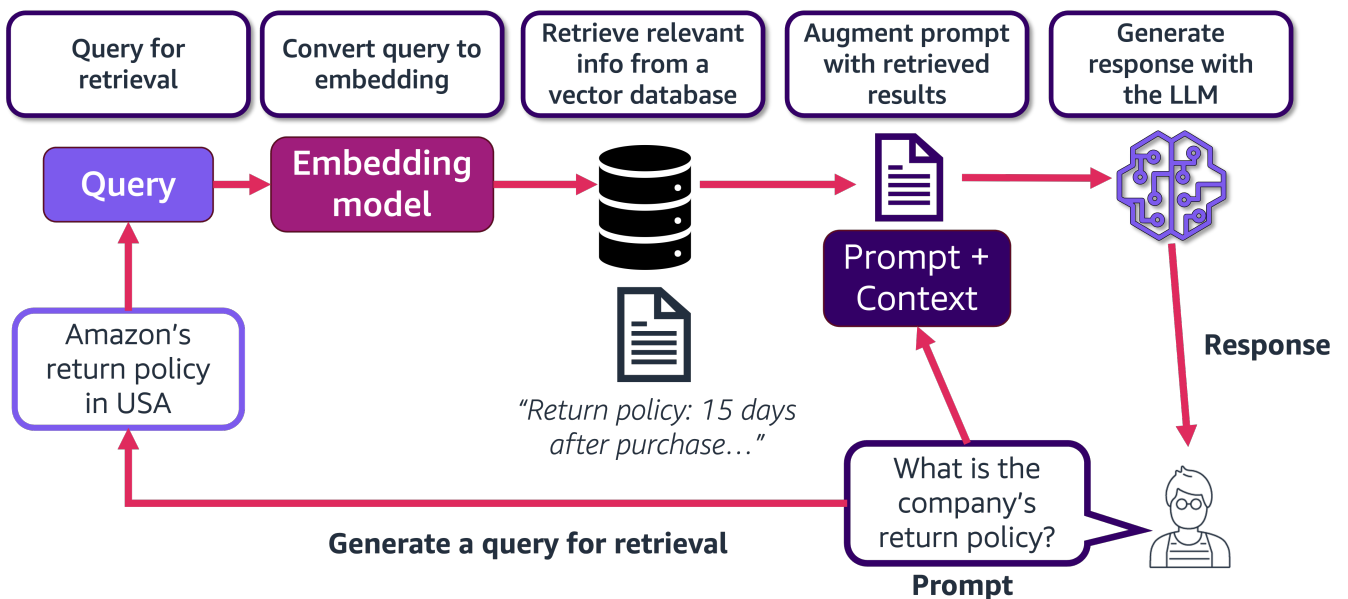 Query for
retrieval
Convert query to
embedding
Retrieve relevant
info from a
vector database
Augment prompt
with retrieved
results
Generate
response with
the LLM
Query
Embedding
model
Prompt +
Context
Amazon’s
return policy
in USA
Response
“Return policy: 15 days
after purchase…”
What is the
company’s
return policy?
Generate a query for retrieval
Prompt